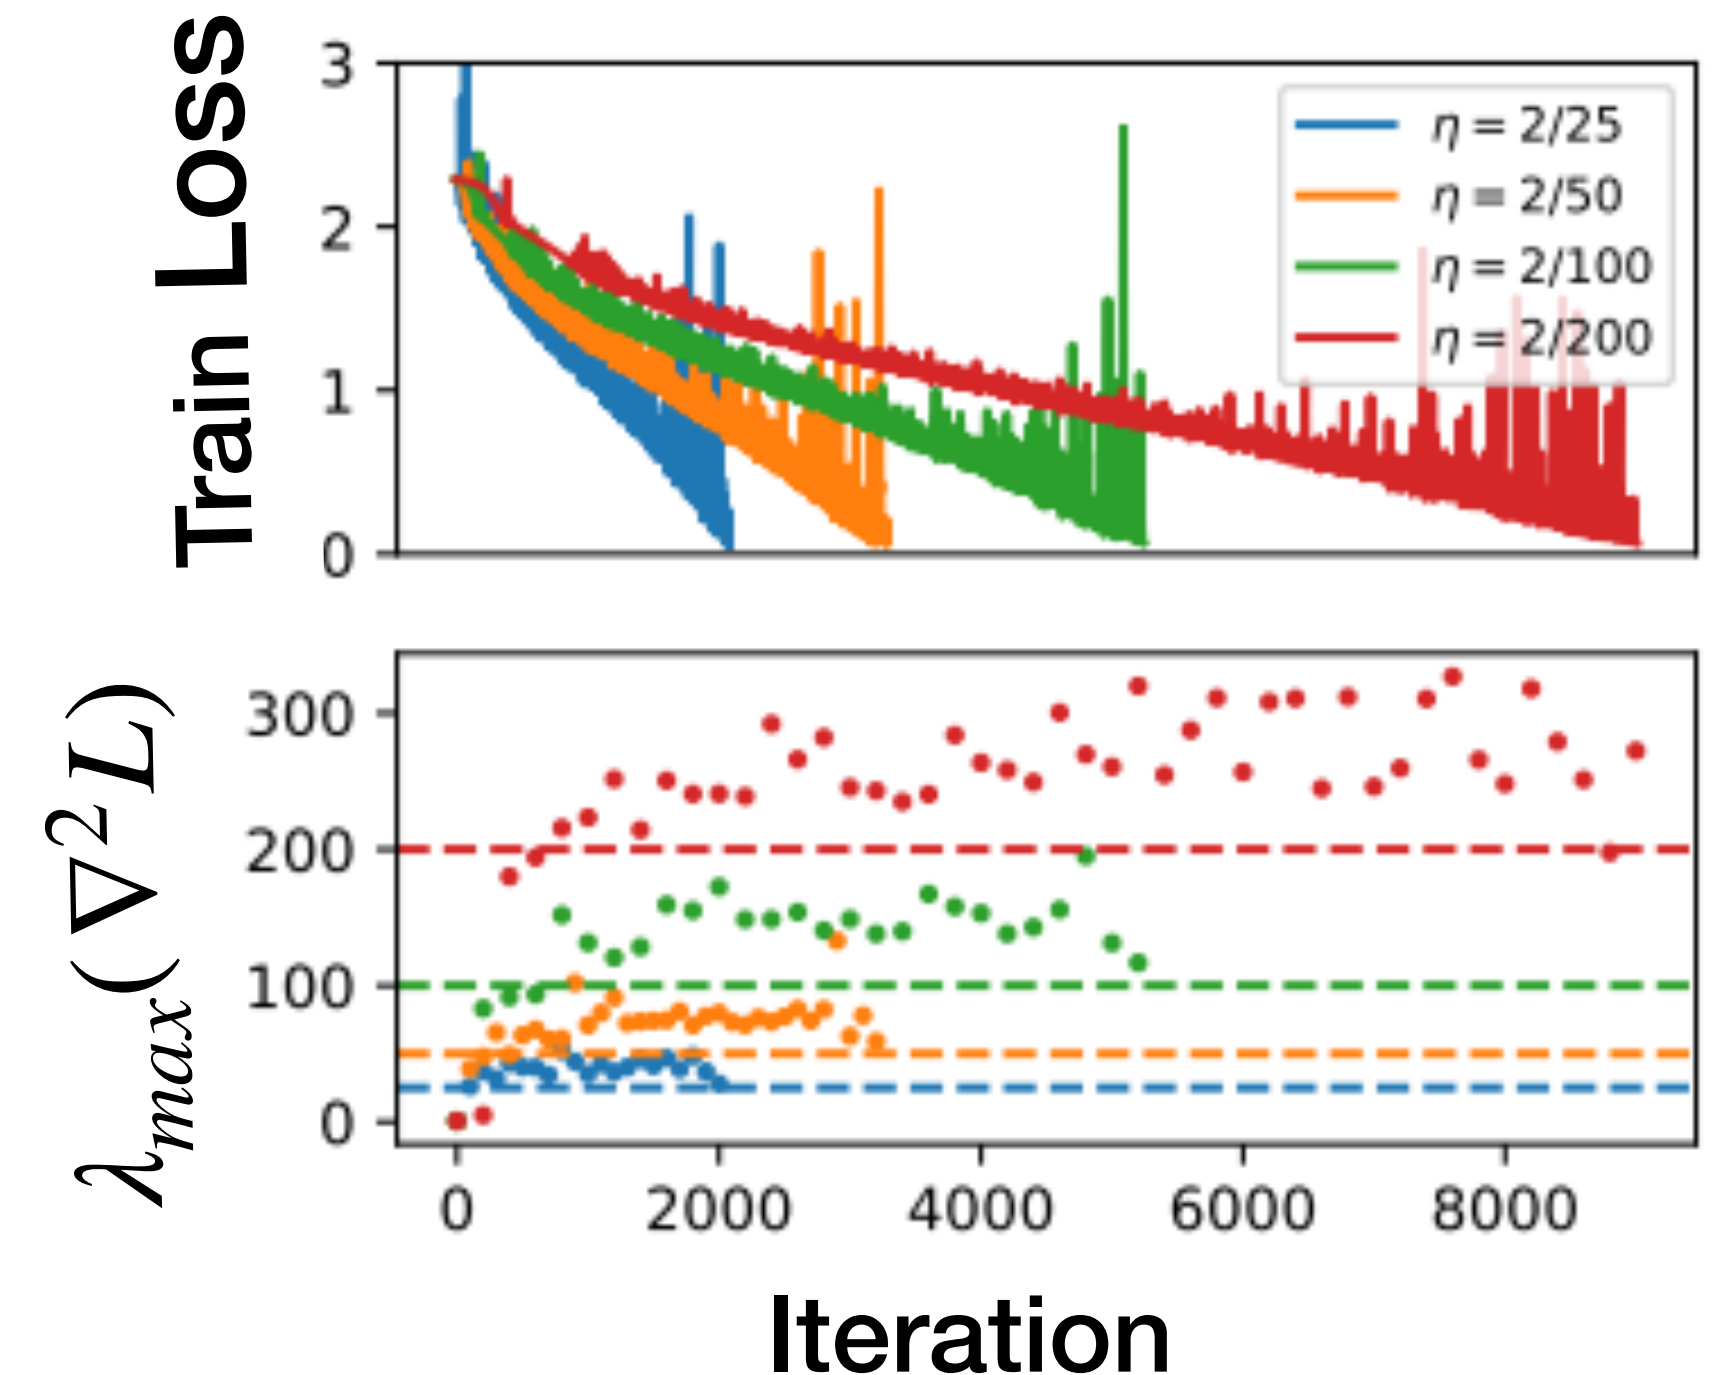 Train Loss
3
2
1
0
η = 2/25
η = 2/50
η = 2/100
η = 2/200
λmax(∇²L)
300
200
100
0
0 2000 4000 6000 8000
Iteration